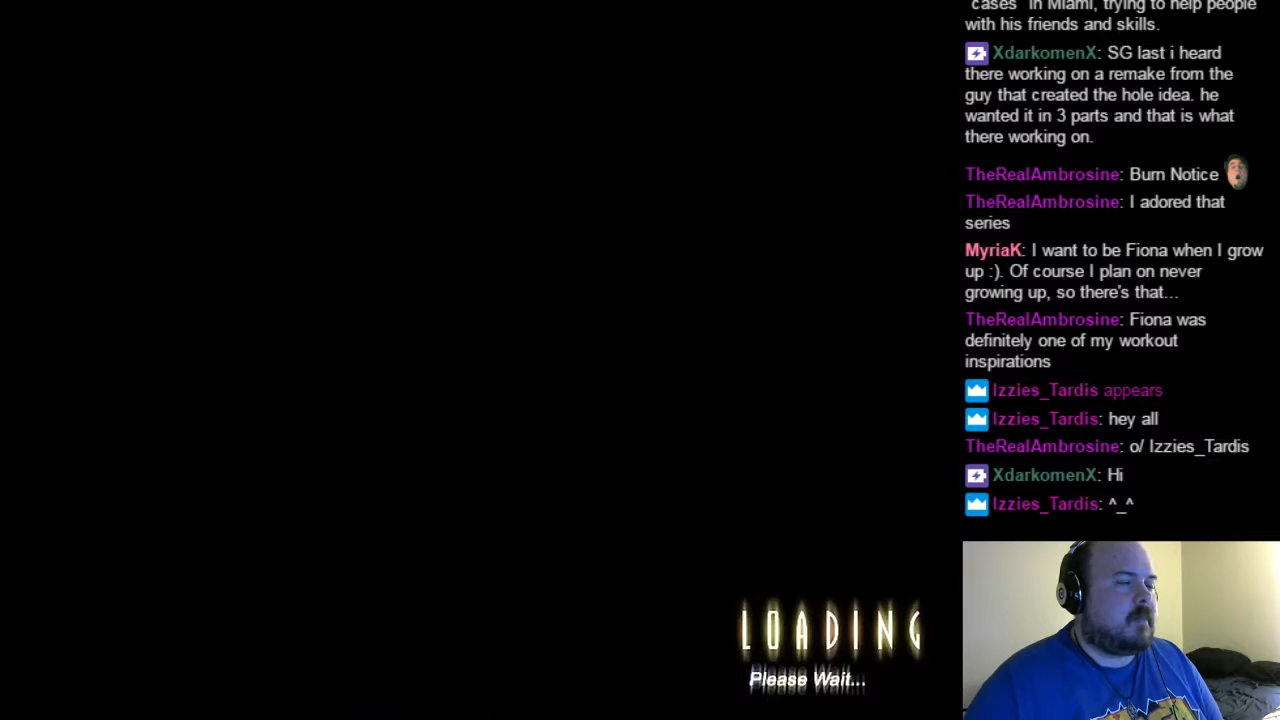 "cases" in Miami, trying to help people
with his friends and skills.
XdarkomenX: SG last i heard
there working on a remake from the
guy that created the hole idea. he
wanted it in 3 parts and that is what
there working on.
TheRealAmbrosine: Burn Notice
TheRealAmbrosine: I adored that
series
MyriaK: I want to be Fiona when I grow
up :). Of course I plan on never
growing up, so there's that...
TheRealAmbrosine: Fiona was
definitely one of my workout
inspirations
Izzies_Tardis appears
Izzies_Tardis: hey all
TheRealAmbrosine: o/ Izzies_Tardis
XdarkomenX: Hi
Izzies_Tardis: ^_^
LOADING
Please Wait...